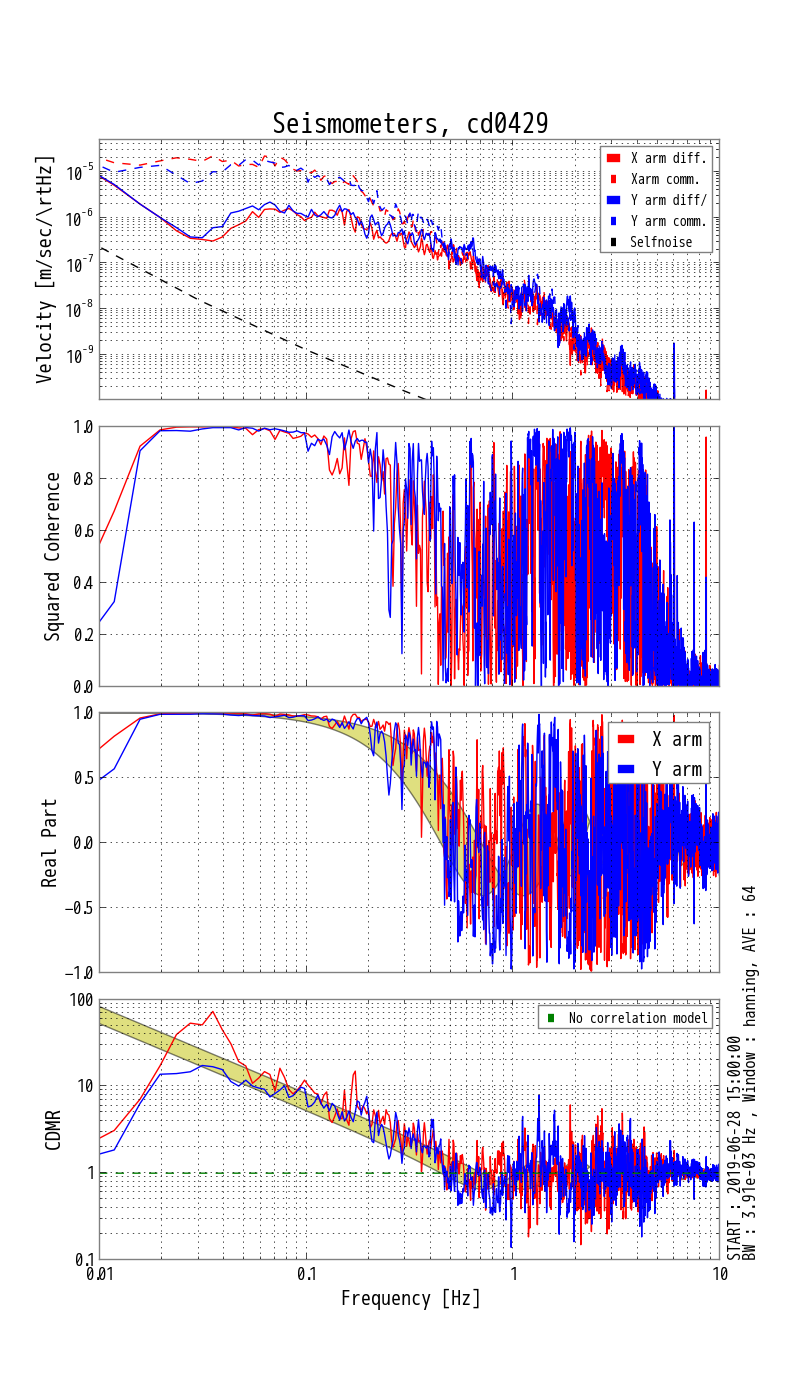 Seismometers, cd0429
Velocity [m/sec/\rtHz]
10^-5
10^-6
10^-7
10^-8
10^-9
X arm diff.
Xarm comm.
Y arm diff/
Y arm comm.
Selfnoise
Squared Coherence
1.0
0.8
0.6
0.4
0.2
0.0
Real Part
1.0
0.5
0.0
−0.5
−1.0
X arm
Y arm
CDMR
100
10
1
0.1
No correlation model
0.01
0.1
1
10
Frequency [Hz]
START : 2019-06-28 15:00:00
BW : 3.91e-03 Hz , Window : hanning, AVE : 64